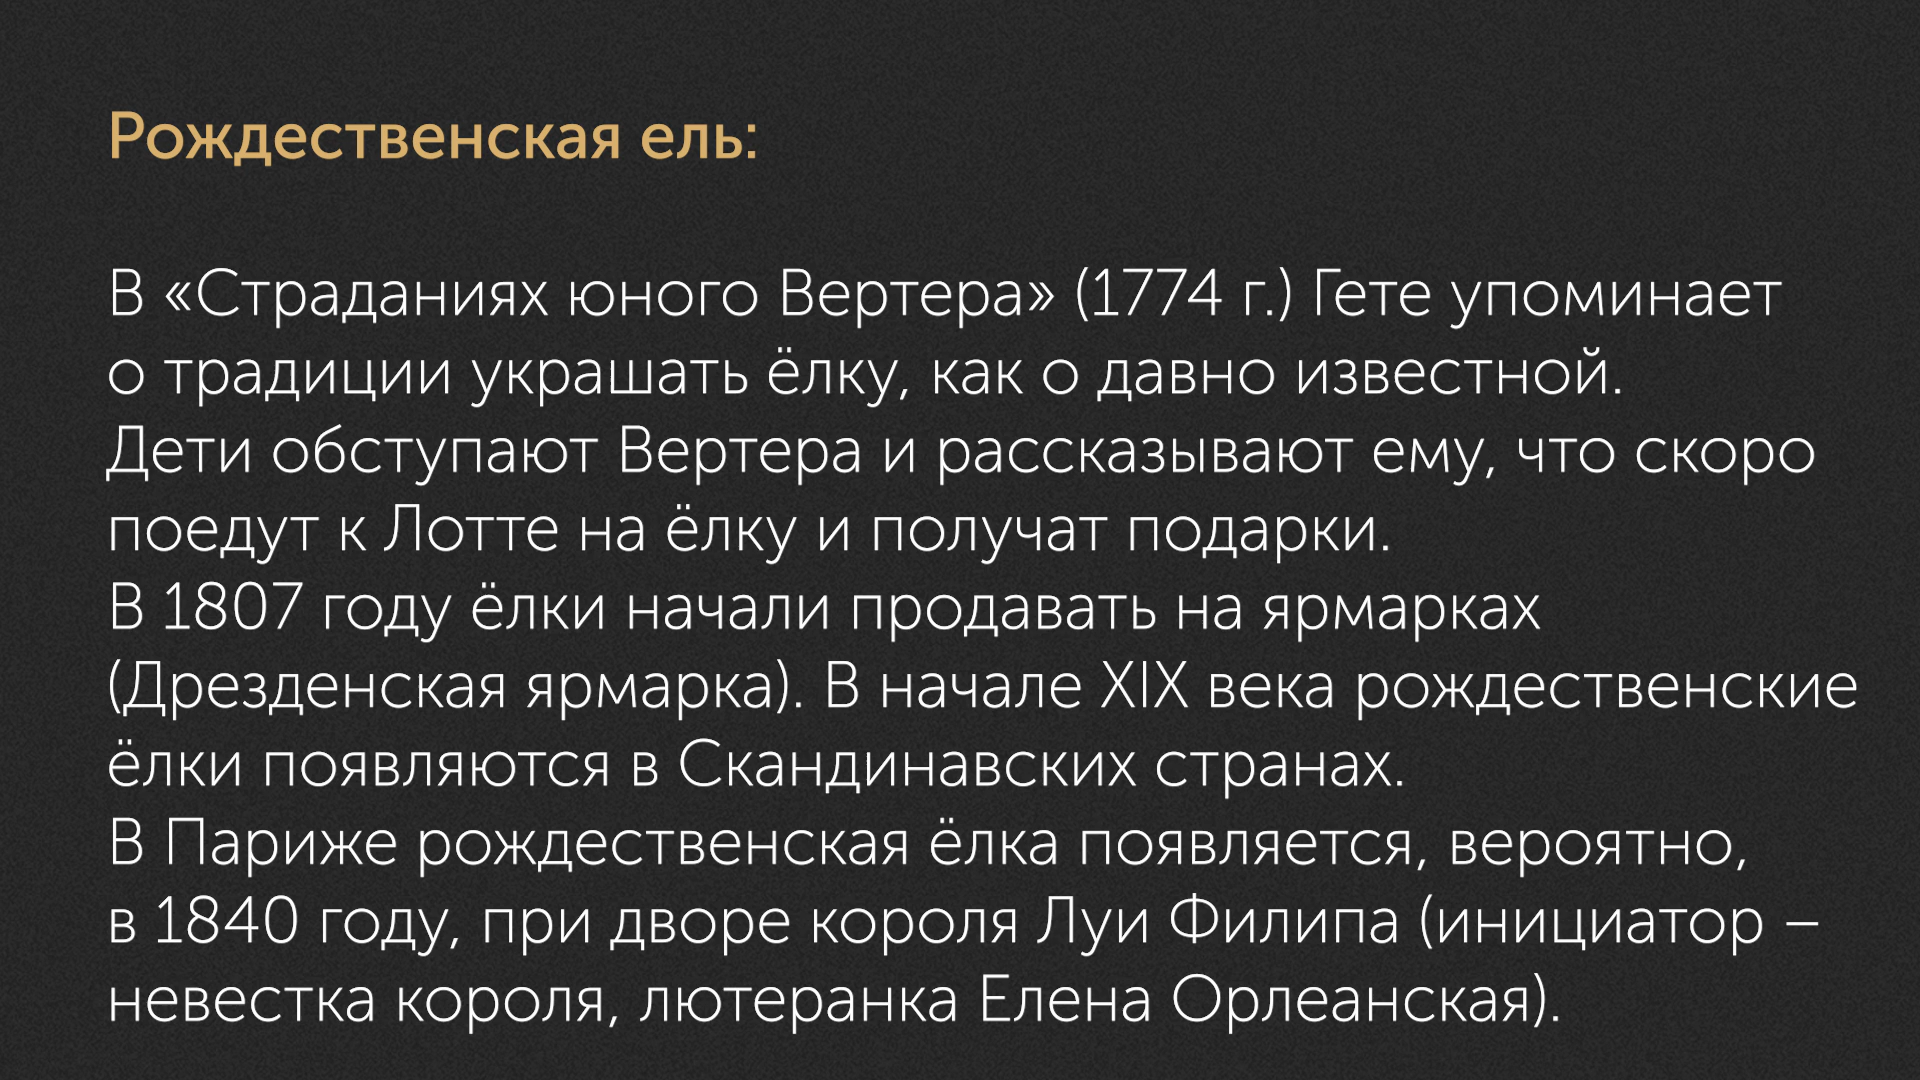 Рождественская ель:
В «Страданиях юного Вертера» (1774 г.) Гете упоминает
о традиции украшать ёлку, как о давно известной.
Дети обступают Вертера и рассказывают ему, что скоро
поедут к Лотте на ёлку и получат подарки.
В 1807 году ёлки начали продавать на ярмарках
(Дрезденская ярмарка). В начале XIX века рождественские
ёлки появляются в Скандинавских странах.
В Париже рождественская ёлка появляется, вероятно,
в 1840 году, при дворе короля Луи Филипа (инициатор –
невестка короля, лютеранка Елена Орлеанская).